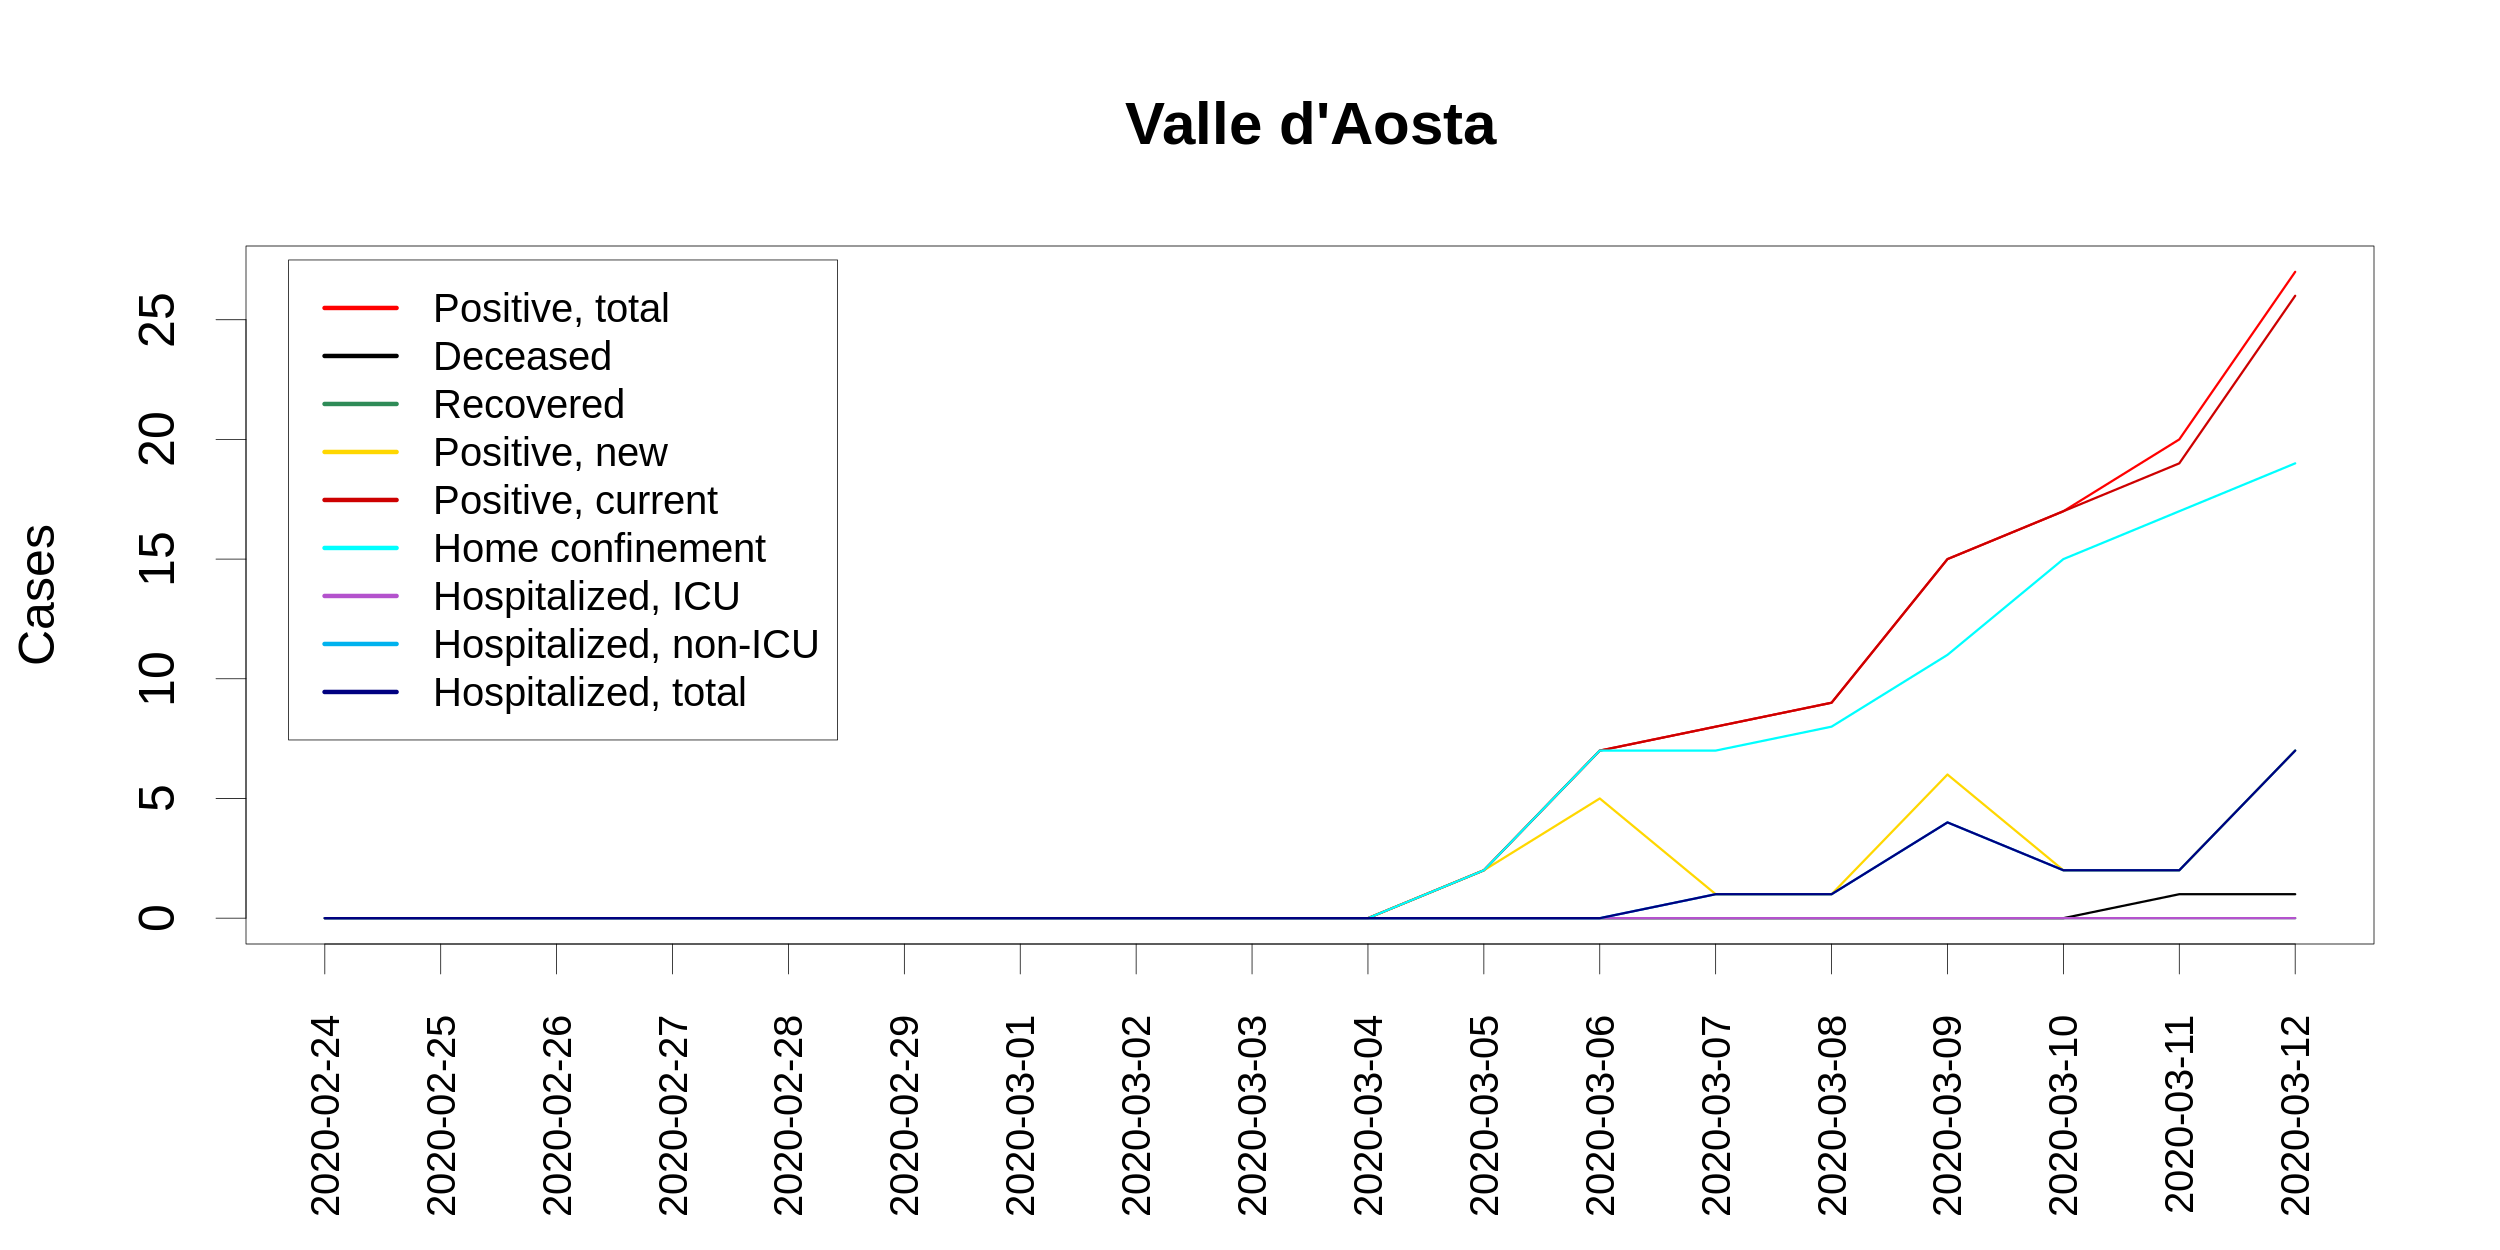 Valle d'Aosta
Cases
25
20
15
10
5
0
Positive, total
Deceased
Recovered
Positive, new
Positive, current
Home confinement
Hospitalized, ICU
Hospitalized, non-ICU
Hospitalized, total
2020-02-24
2020-02-25
2020-02-26
2020-02-27
2020-02-28
2020-02-29
2020-03-01
2020-03-02
2020-03-03
2020-03-04
2020-03-05
2020-03-06
2020-03-07
2020-03-08
2020-03-09
2020-03-10
2020-03-11
2020-03-12